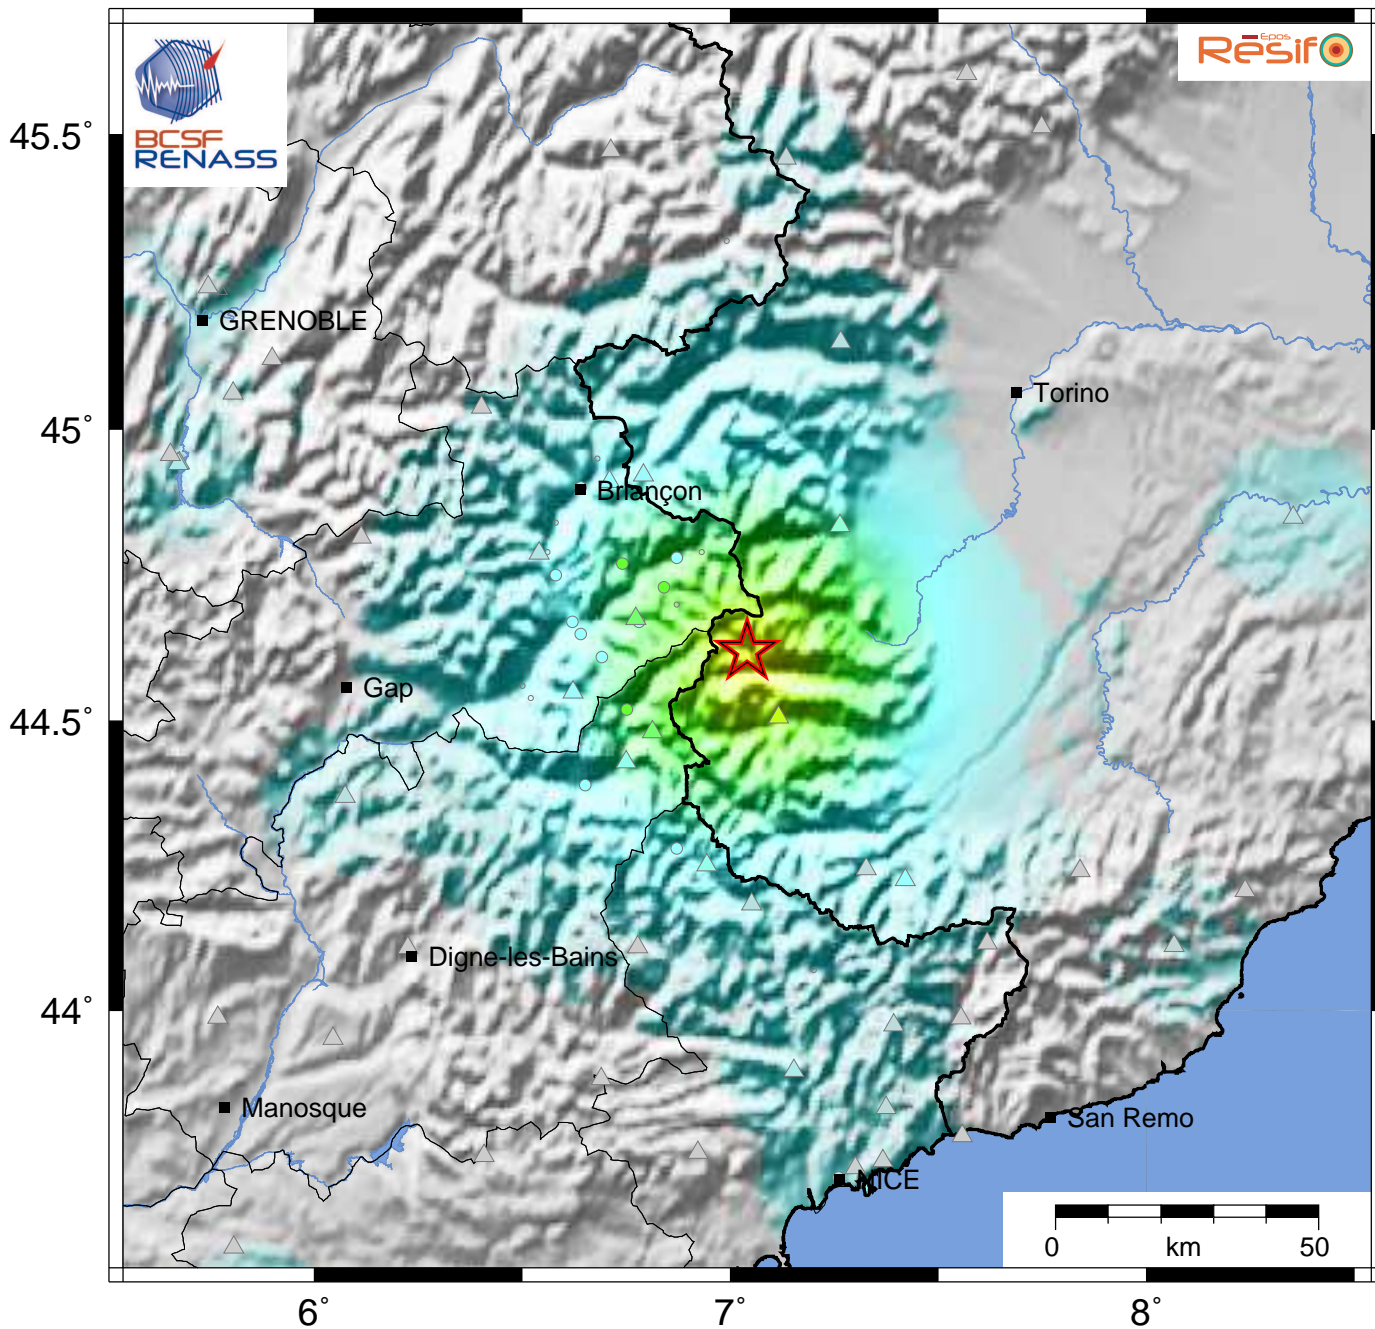 BCSF
RENASS
Epos
Résif
45.5°
GRENOBLE
Torino
45°
Briançon
Gap
44.5°
Digne-les-Bains
44°
Manosque
San Remo
NICE
0 km 50
6° 7° 8°